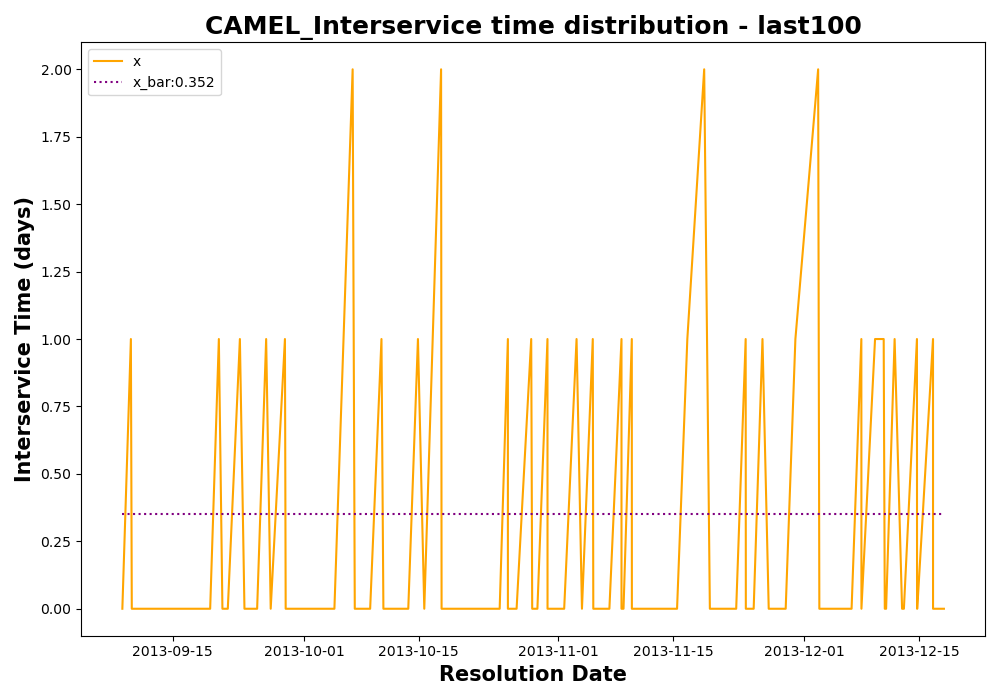 CAMEL_Interservice time distribution - last100
x
x_bar:0.352
Interservice Time (days)
2.00
1.75
1.50
1.25
1.00
0.75
0.50
0.25
0.00
2013-09-15 2013-10-01 2013-10-15 2013-11-01 2013-11-15 2013-12-01 2013-12-15
Resolution Date